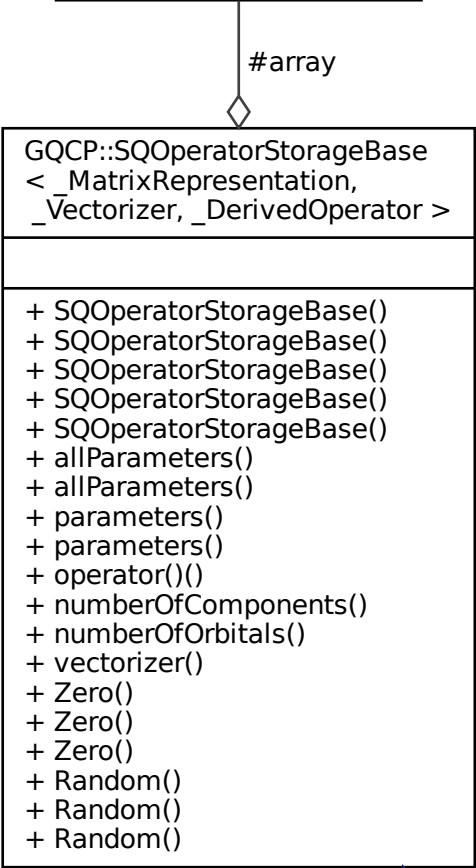 #array
GQCP::SQOperatorStorageBase
< _MatrixRepresentation,
_Vectorizer, _DerivedOperator >
+ SQOperatorStorageBase()
+ SQOperatorStorageBase()
+ SQOperatorStorageBase()
+ SQOperatorStorageBase()
+ SQOperatorStorageBase()
+ allParameters()
+ allParameters()
+ parameters()
+ parameters()
+ operator()()
+ numberOfComponents()
+ numberOfOrbitals()
+ vectorizer()
+ Zero()
+ Zero()
+ Zero()
+ Random()
+ Random()
+ Random()